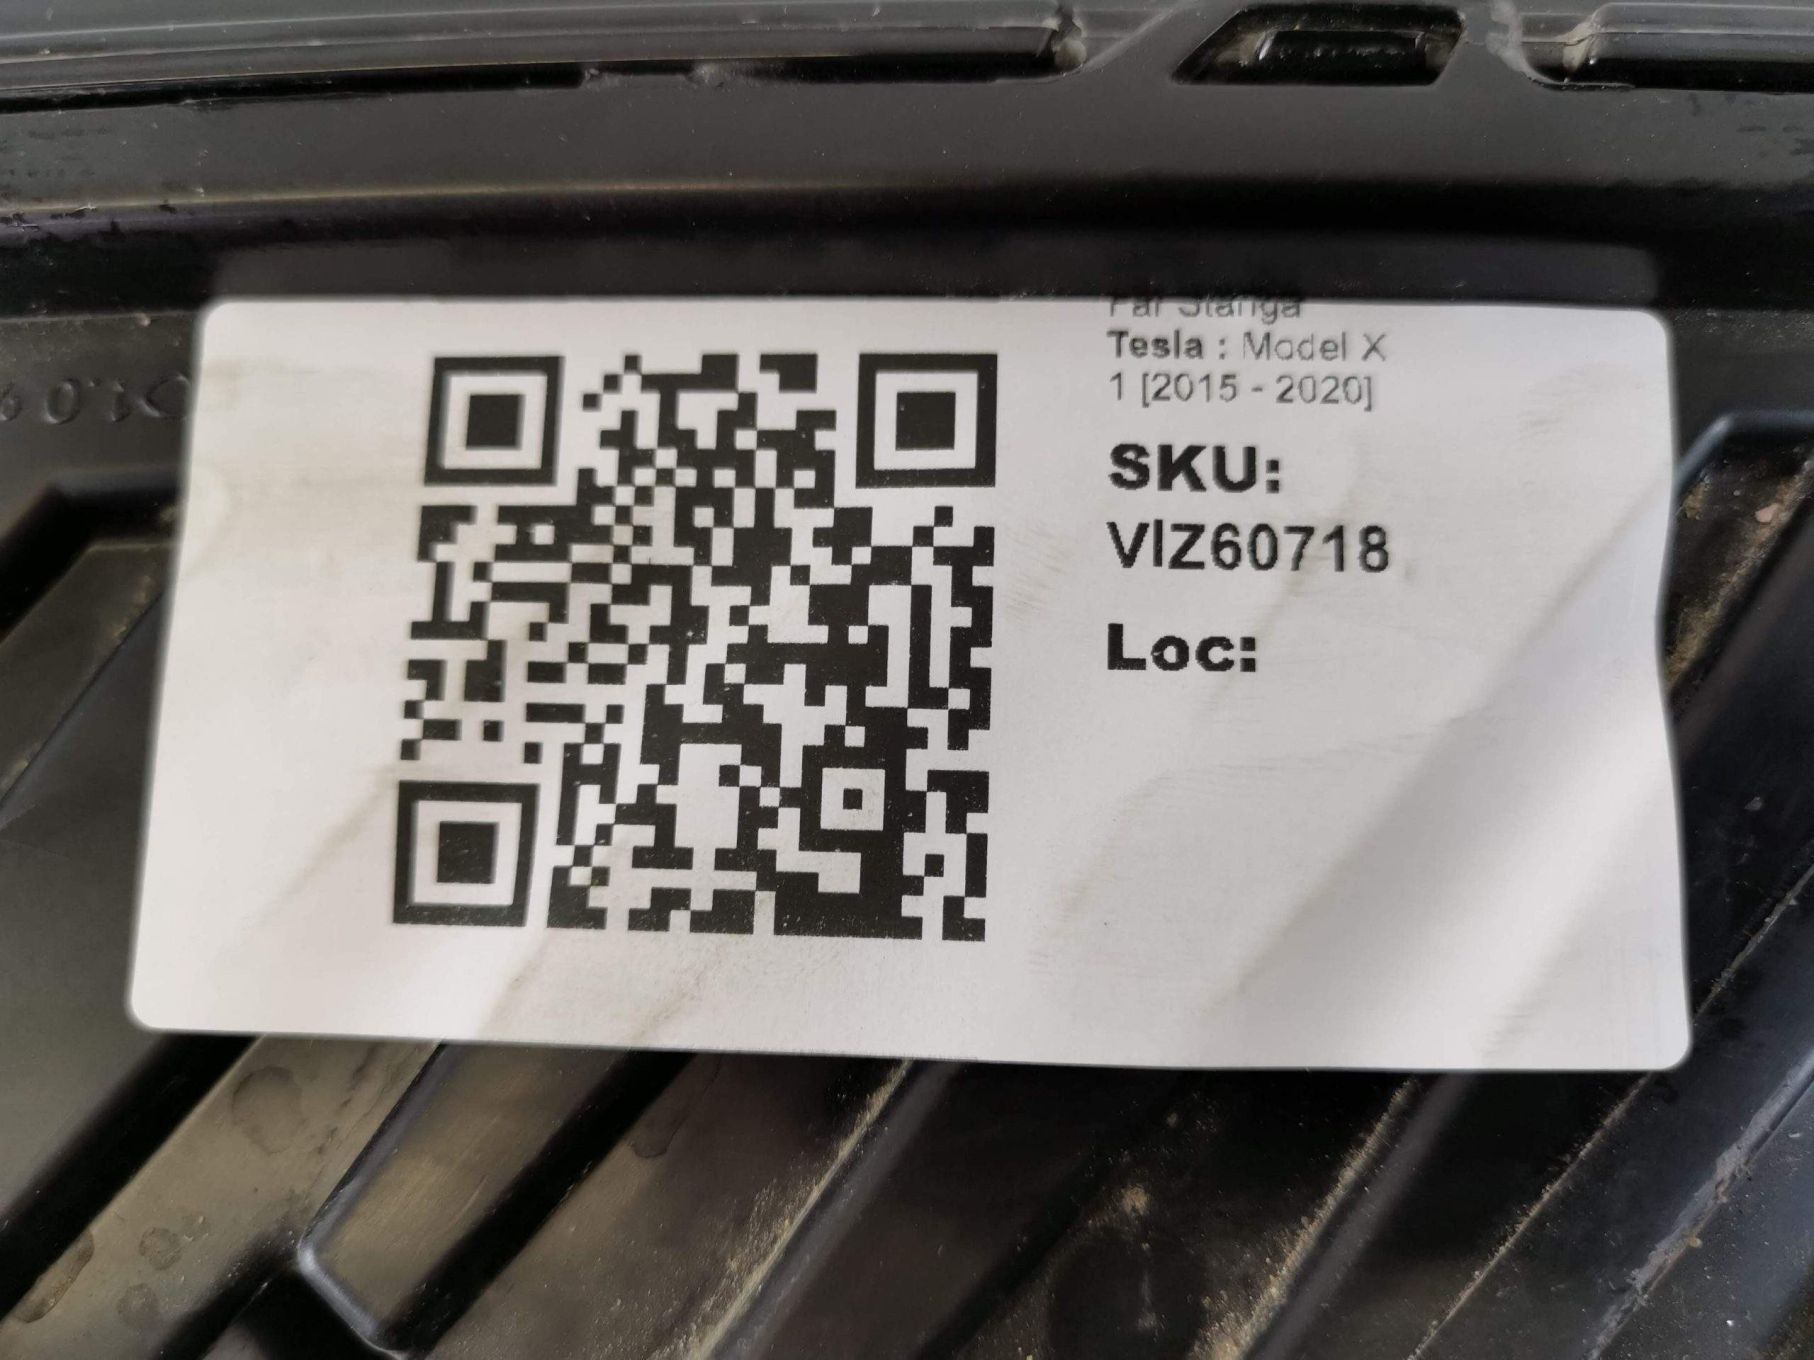 Far Stanga
Tesla : Model X
1 [2015 - 2020]
SKU:
VIZ60718
Loc: